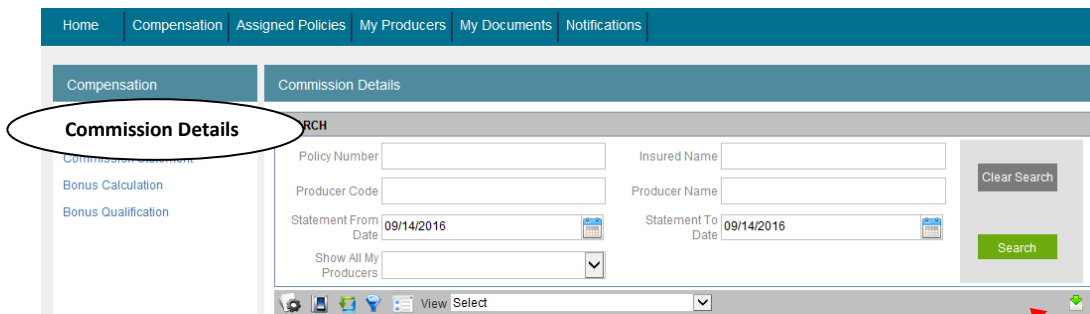 Home Compensation Assigned Policies My Producers My Documents Notifications
Compensation Commission Details
Commission Details
Policy Number Insured Name
Clear Search
Producer Code Producer Name
Bonus Calculation
Bonus Qualification
Statement From Date 09/14/2016 Statement To Date 09/14/2016
Search
Show All My Producers
View Select